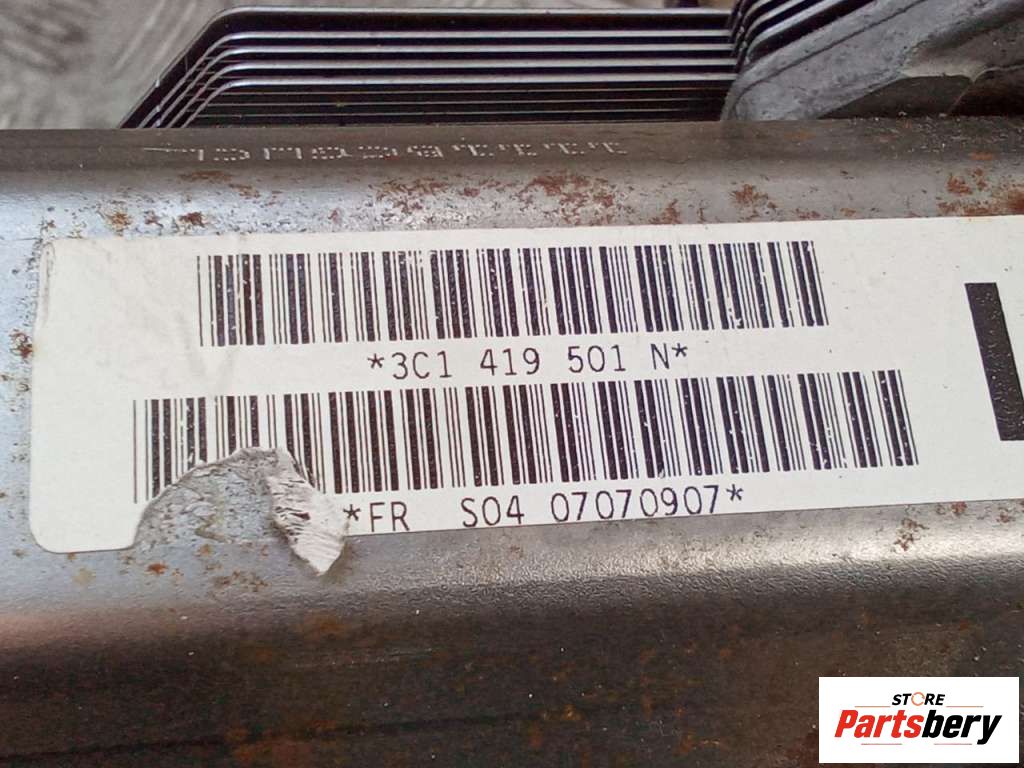 *3C1 419 501 N*
*FR S04 07070907*
STORE
Partsbery